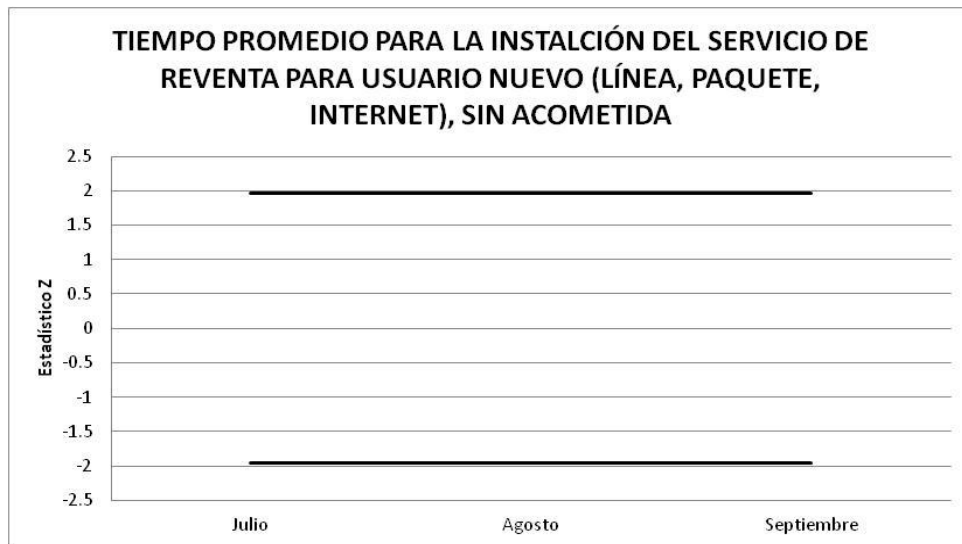 TIEMPO PROMEDIO PARA LA INSTALCIÓN DEL SERVICIO DE
REVENTA PARA USUARIO NUEVO (LÍNEA, PAQUETE,
INTERNET), SIN ACOMETIDA
2.5
2
1.5
1
0.5
0
-0.5
-1
-1.5
-2
-2.5
Estadístico Z
Julio
Agosto
Septiembre